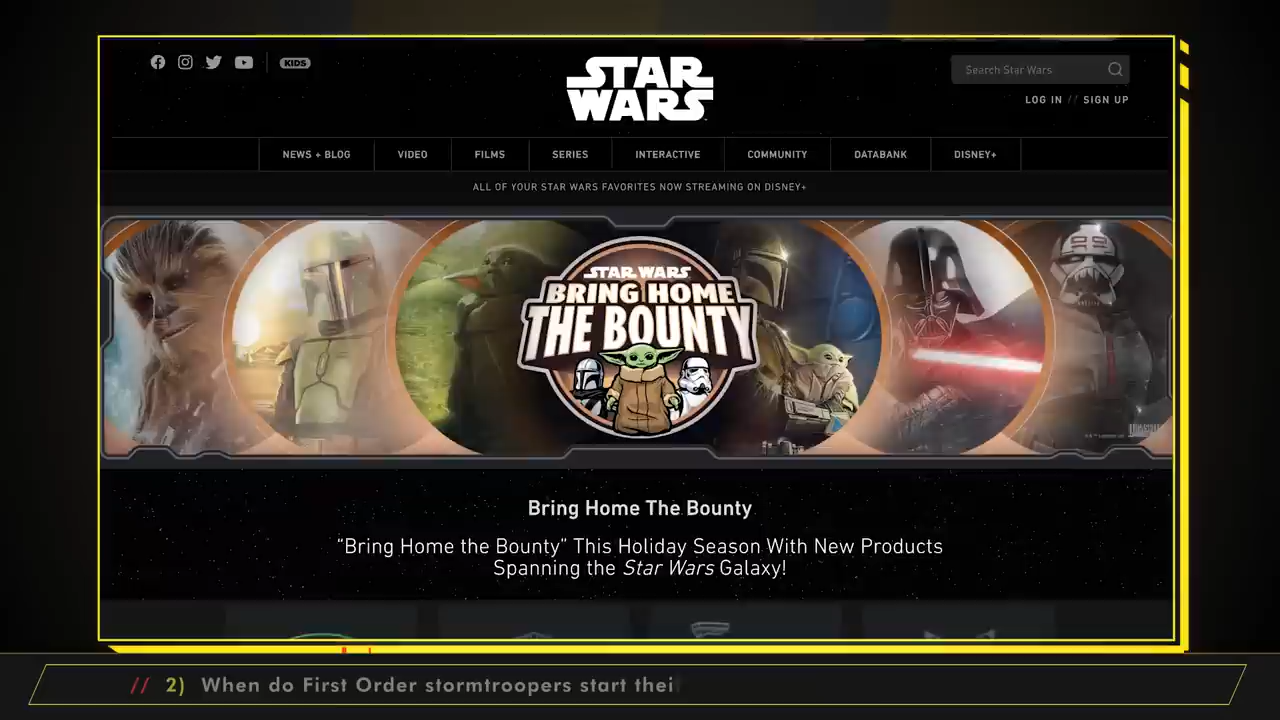 KIDS
STAR
WARS
Search Star Wars
LOG IN // SIGN UP
NEWS + BLOG VIDEO FILMS SERIES INTERACTIVE COMMUNITY DATABANK DISNEY+
ALL OF YOUR STAR WARS FAVORITES NOW STREAMING ON DISNEY+
STAR WARS
BRING HOME
THE BOUNTY
Bring Home The Bounty
“Bring Home the Bounty” This Holiday Season With New Products
Spanning the Star Wars Galaxy!
// 2) When do First Order stormtroopers start thei